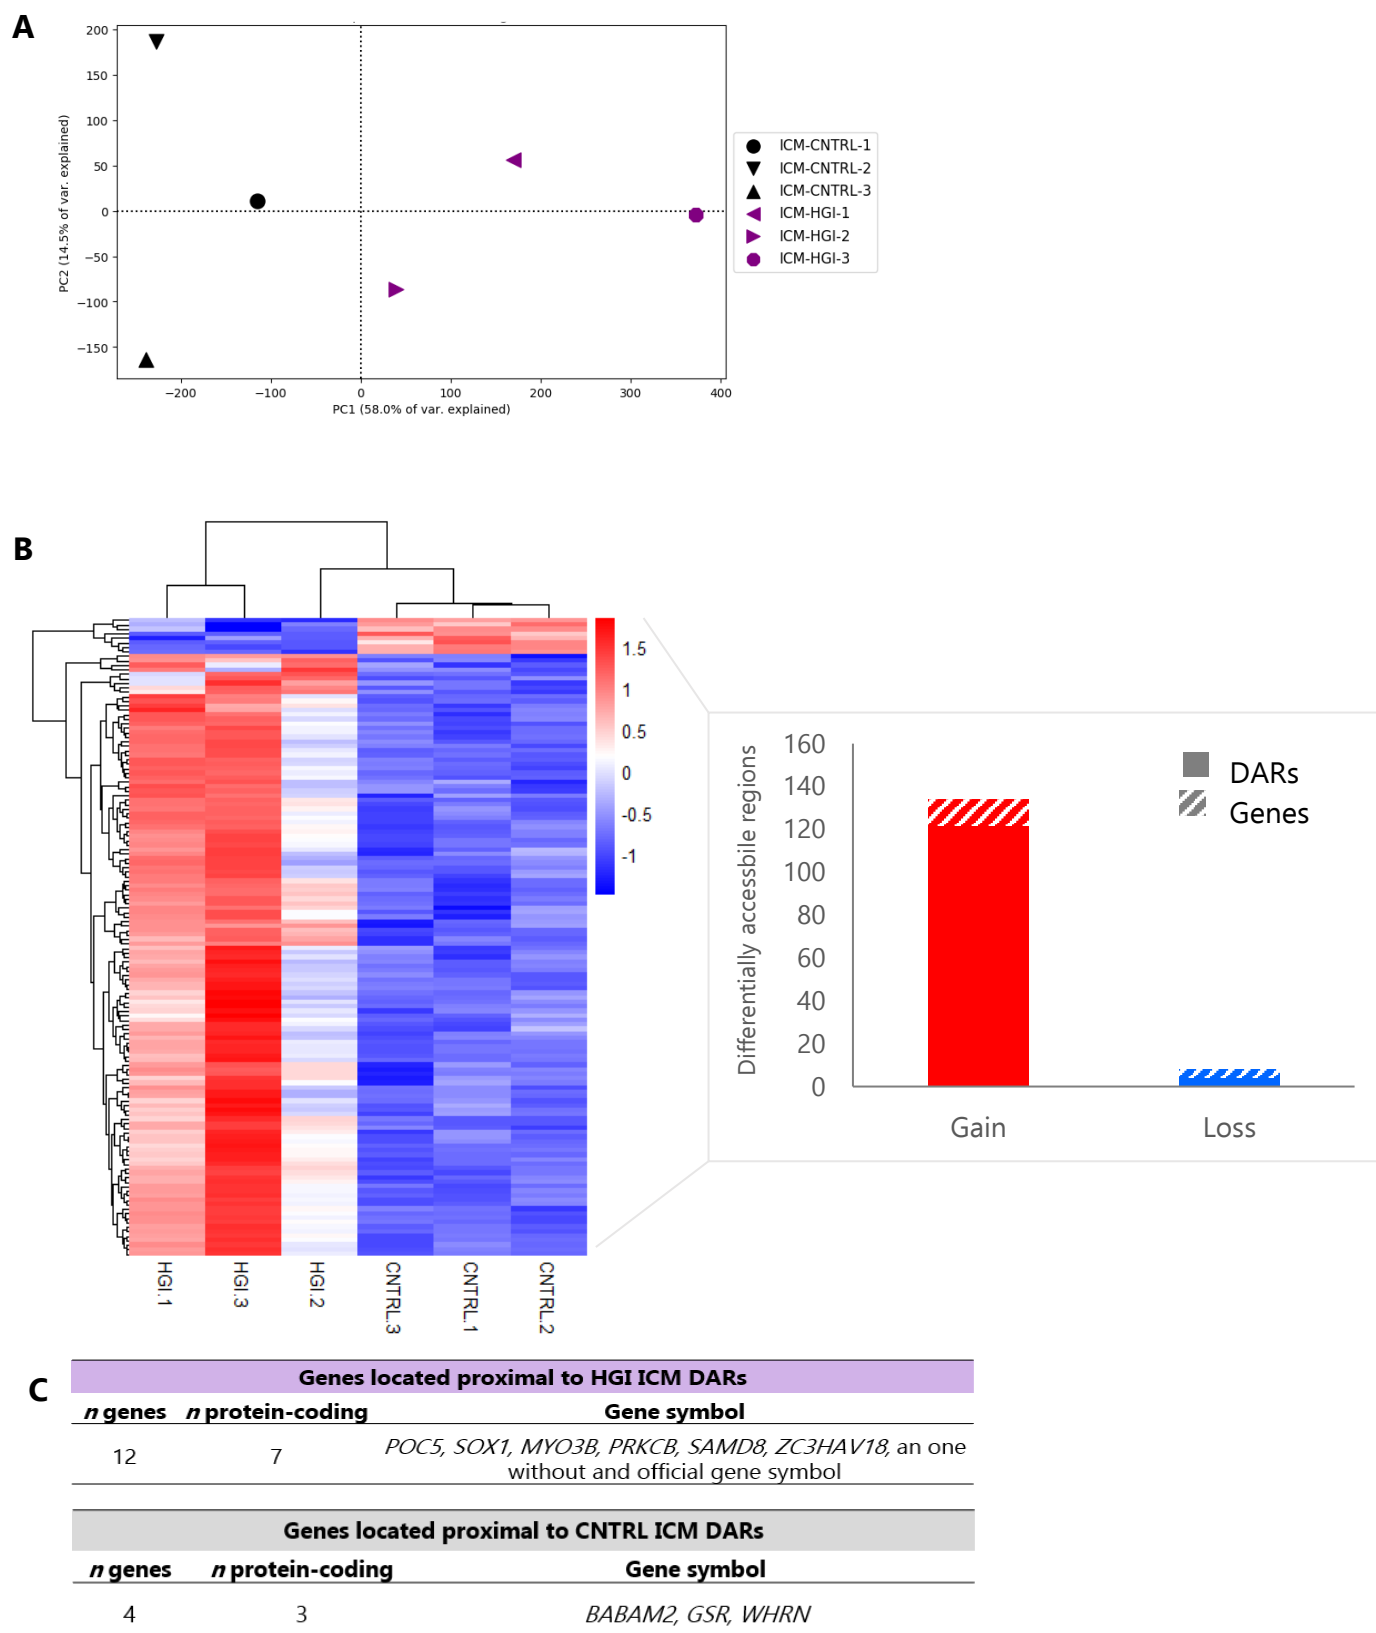 A
200
150
100
50
0
−50
−100
−150
PC2 (14.5% of var. explained)
−200
−100
0
100
200
300
400
PC1 (58.0% of var. explained)
ICM-CNTRL-1
ICM-CNTRL-2
ICM-CNTRL-3
ICM-HGI-1
ICM-HGI-2
ICM-HGI-3
B
1.5
1
0.5
0
-0.5
-1
HGI.1
HGI.3
HGI.2
CNTRL.3
CNTRL.1
CNTRL.2
Differentially accessbile regions
160
140
120
100
80
60
40
20
0
Gain
Loss
DARs
Genes
C
Genes located proximal to HGI ICM DARs
n genes n protein-coding Gene symbol
12 7 POC5, SOX1, MYO3B, PRKCB, SAMD8, ZC3HAV18, an one
without and official gene symbol
Genes located proximal to CNTRL ICM DARs
n genes n protein-coding Gene symbol
4 3 BABAM2, GSR, WHRN